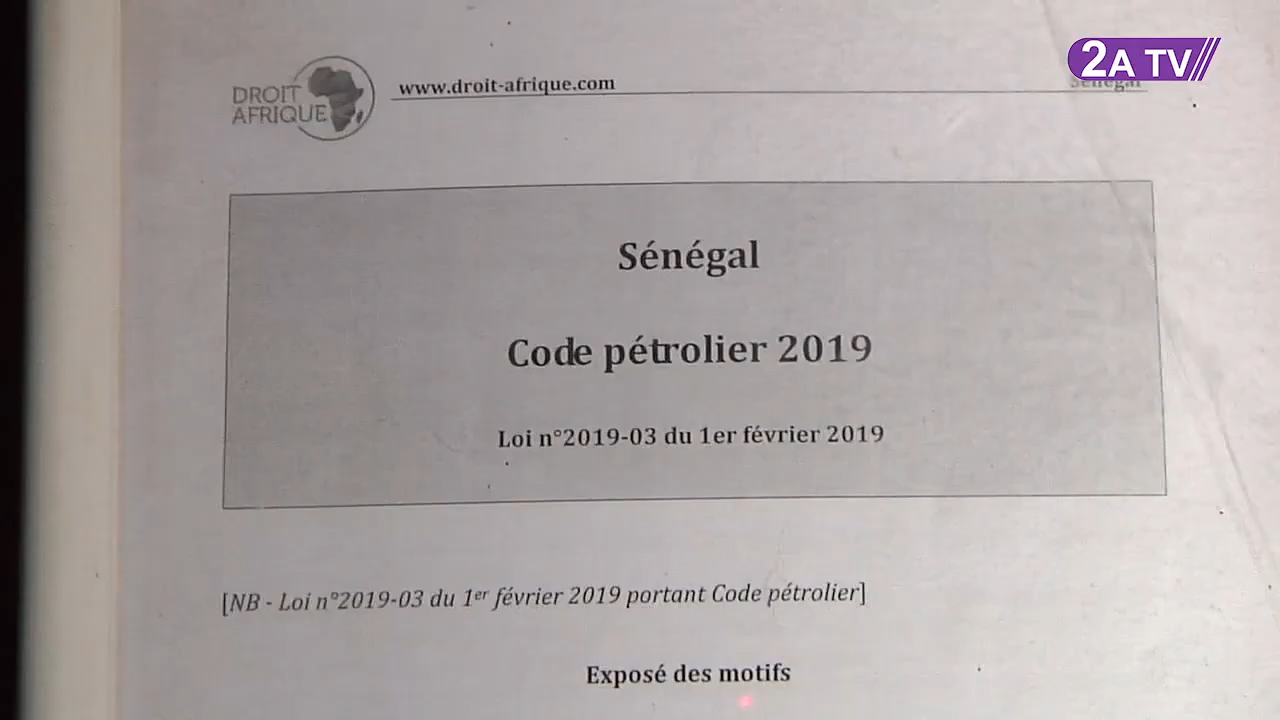 2A TV
DROIT
AFRIQUE
www.droit-afrique.com
Sénégal
Sénégal
Code pétrolier 2019
Loi n°2019-03 du 1er février 2019
[NB - Loi n°2019-03 du 1er février 2019 portant Code pétrolier]
Exposé des motifs